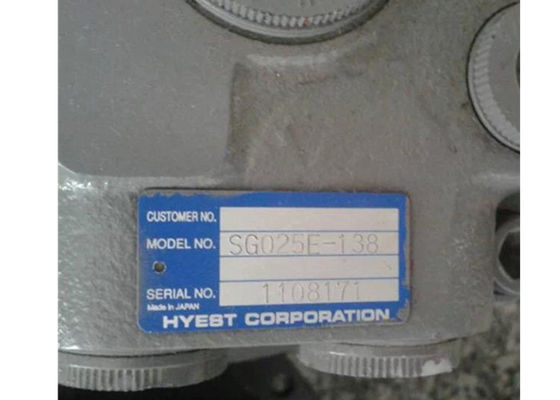 CUSTOMER NO.
MODEL NO. SG025E-138
SERIAL NO. 1108171
Made in JAPAN
HYEST CORPORATION